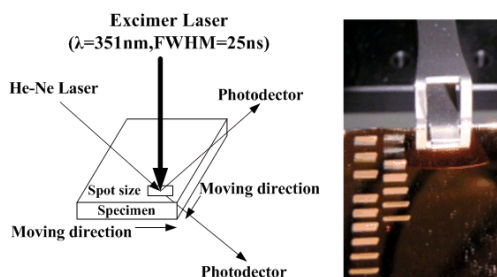 Excimer Laser
(λ=351nm,FWHM=25ns)
He-Ne Laser
Photodector
Spot size
Moving direction
Specimen
Moving direction
Photodector